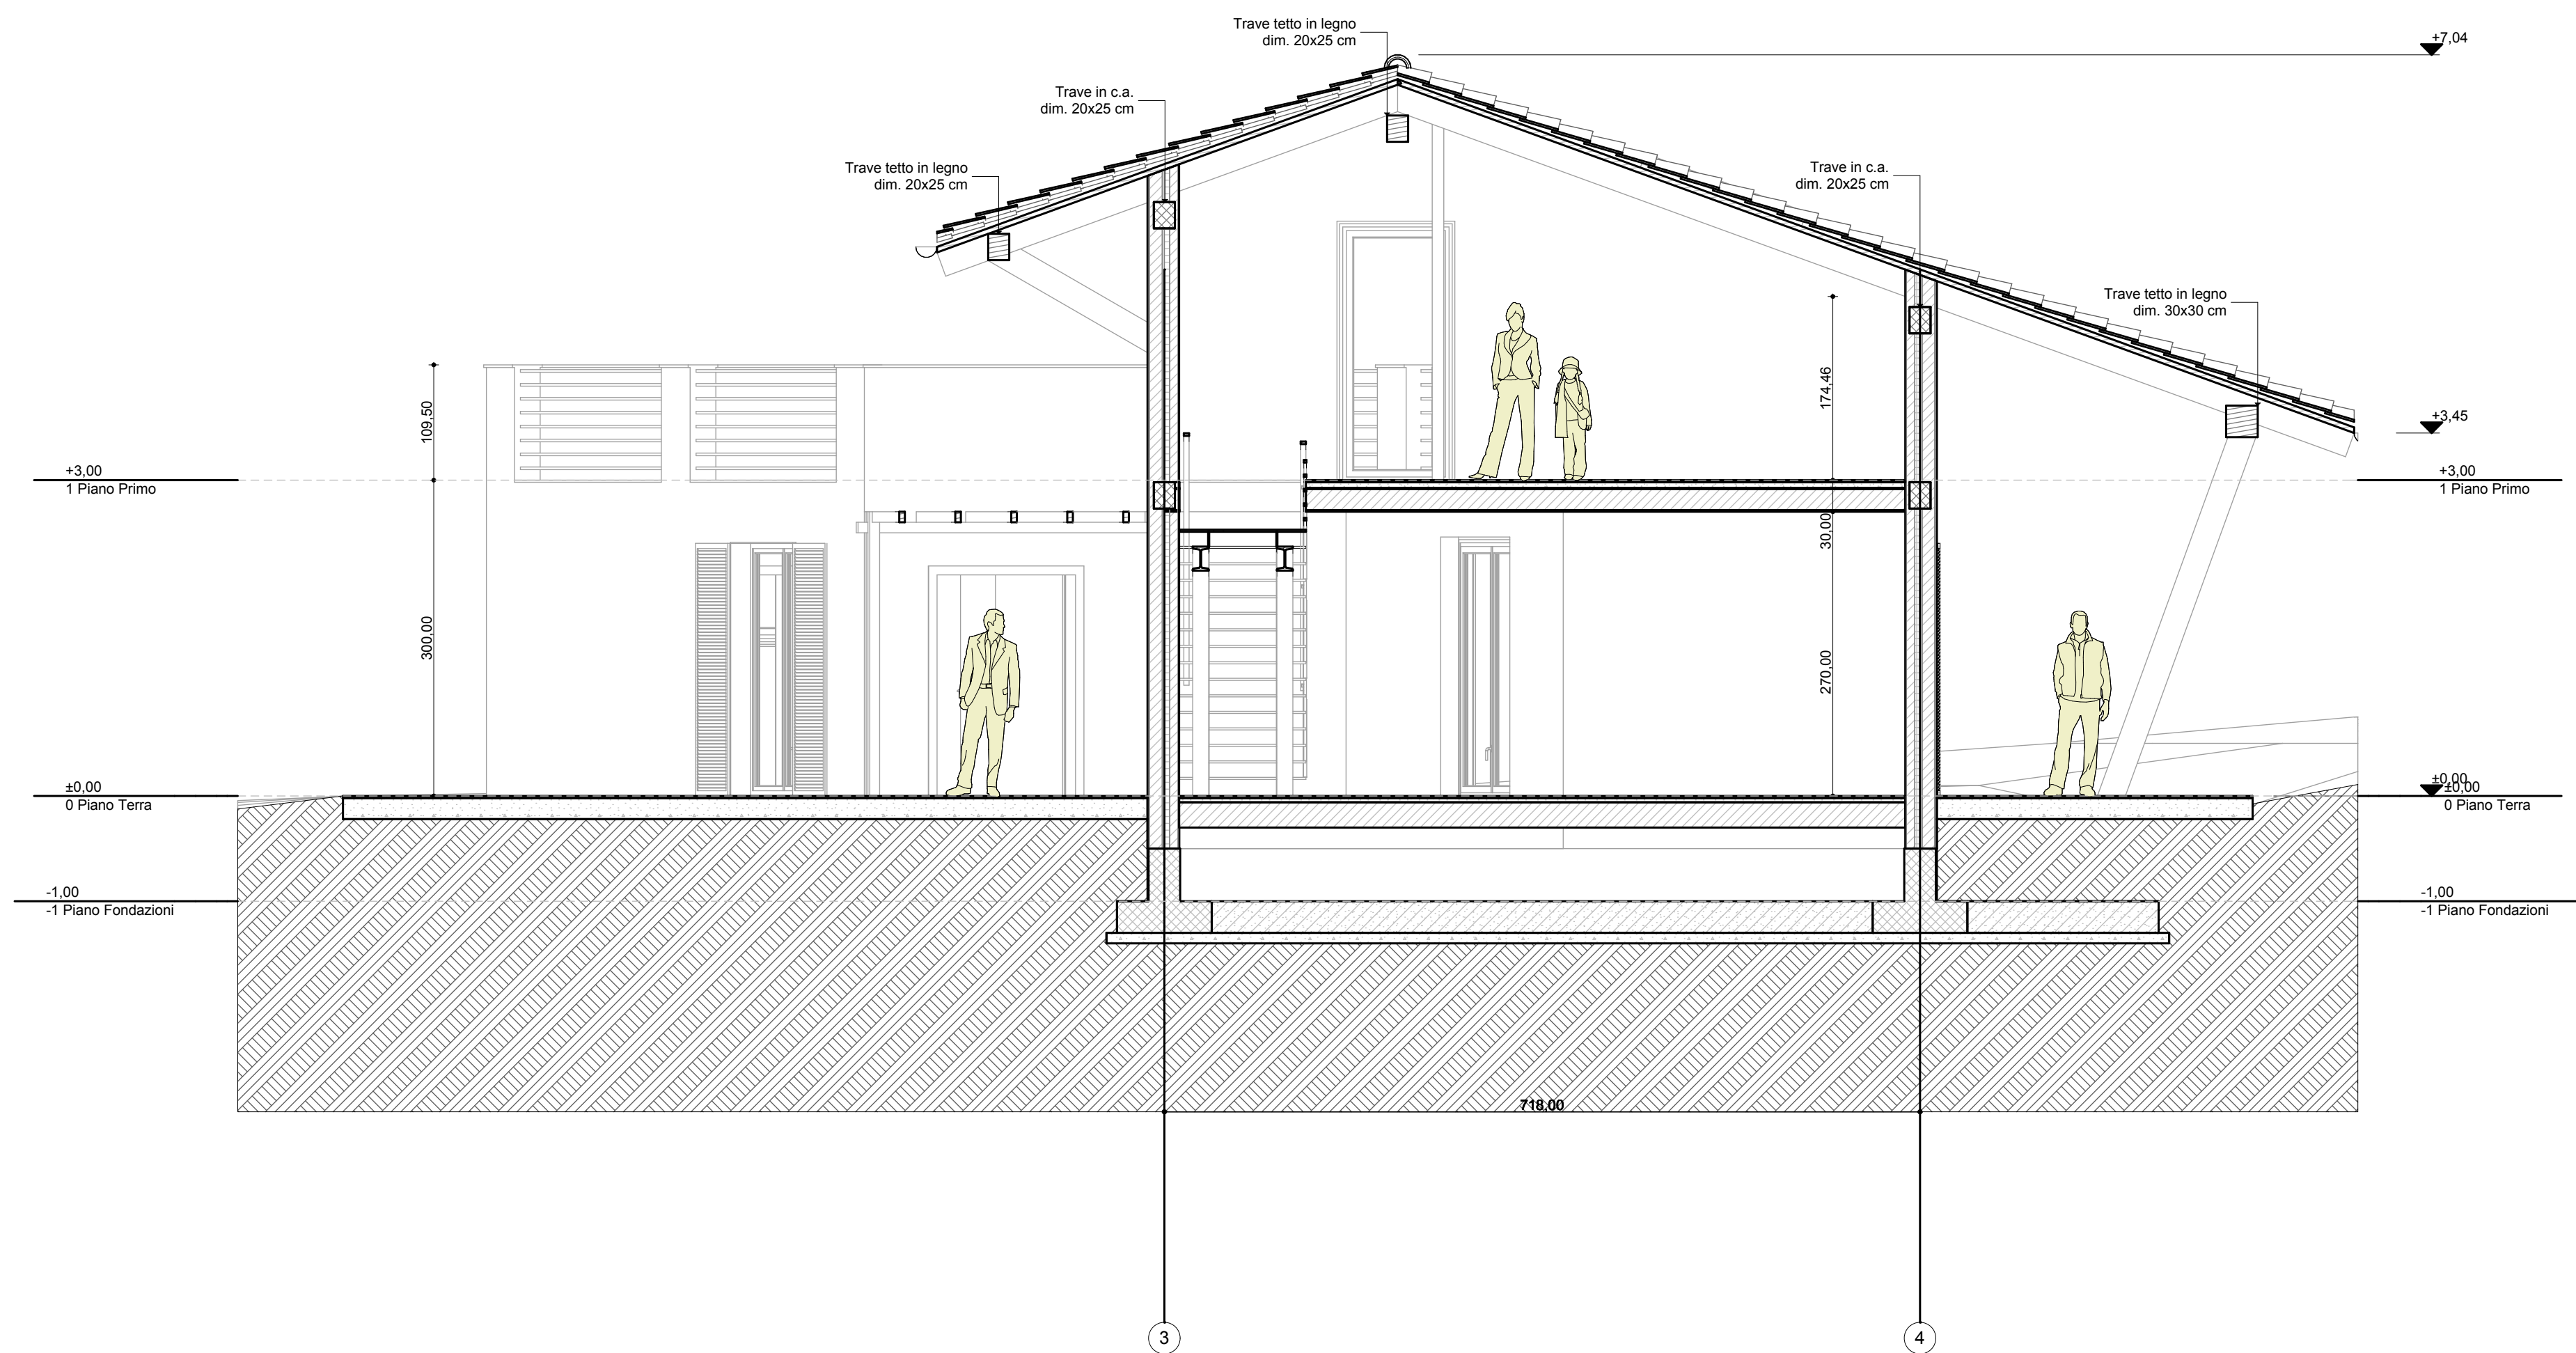 Trave tetto in legno
dim. 20x25 cm
+7,04
Trave in c.a.
dim. 20x25 cm
Trave tetto in legno
dim. 20x25 cm
Trave in c.a.
dim. 20x25 cm
Trave tetto in legno
dim. 30x30 cm
109,50
174,46
+3,45
+3,00
1 Piano Primo
+3,00
1 Piano Primo
30,00
300,00
270,00
±0,00
0 Piano Terra
±0,00
±0,00
0 Piano Terra
-1,00
-1 Piano Fondazioni
-1,00
-1 Piano Fondazioni
718,00
3
4